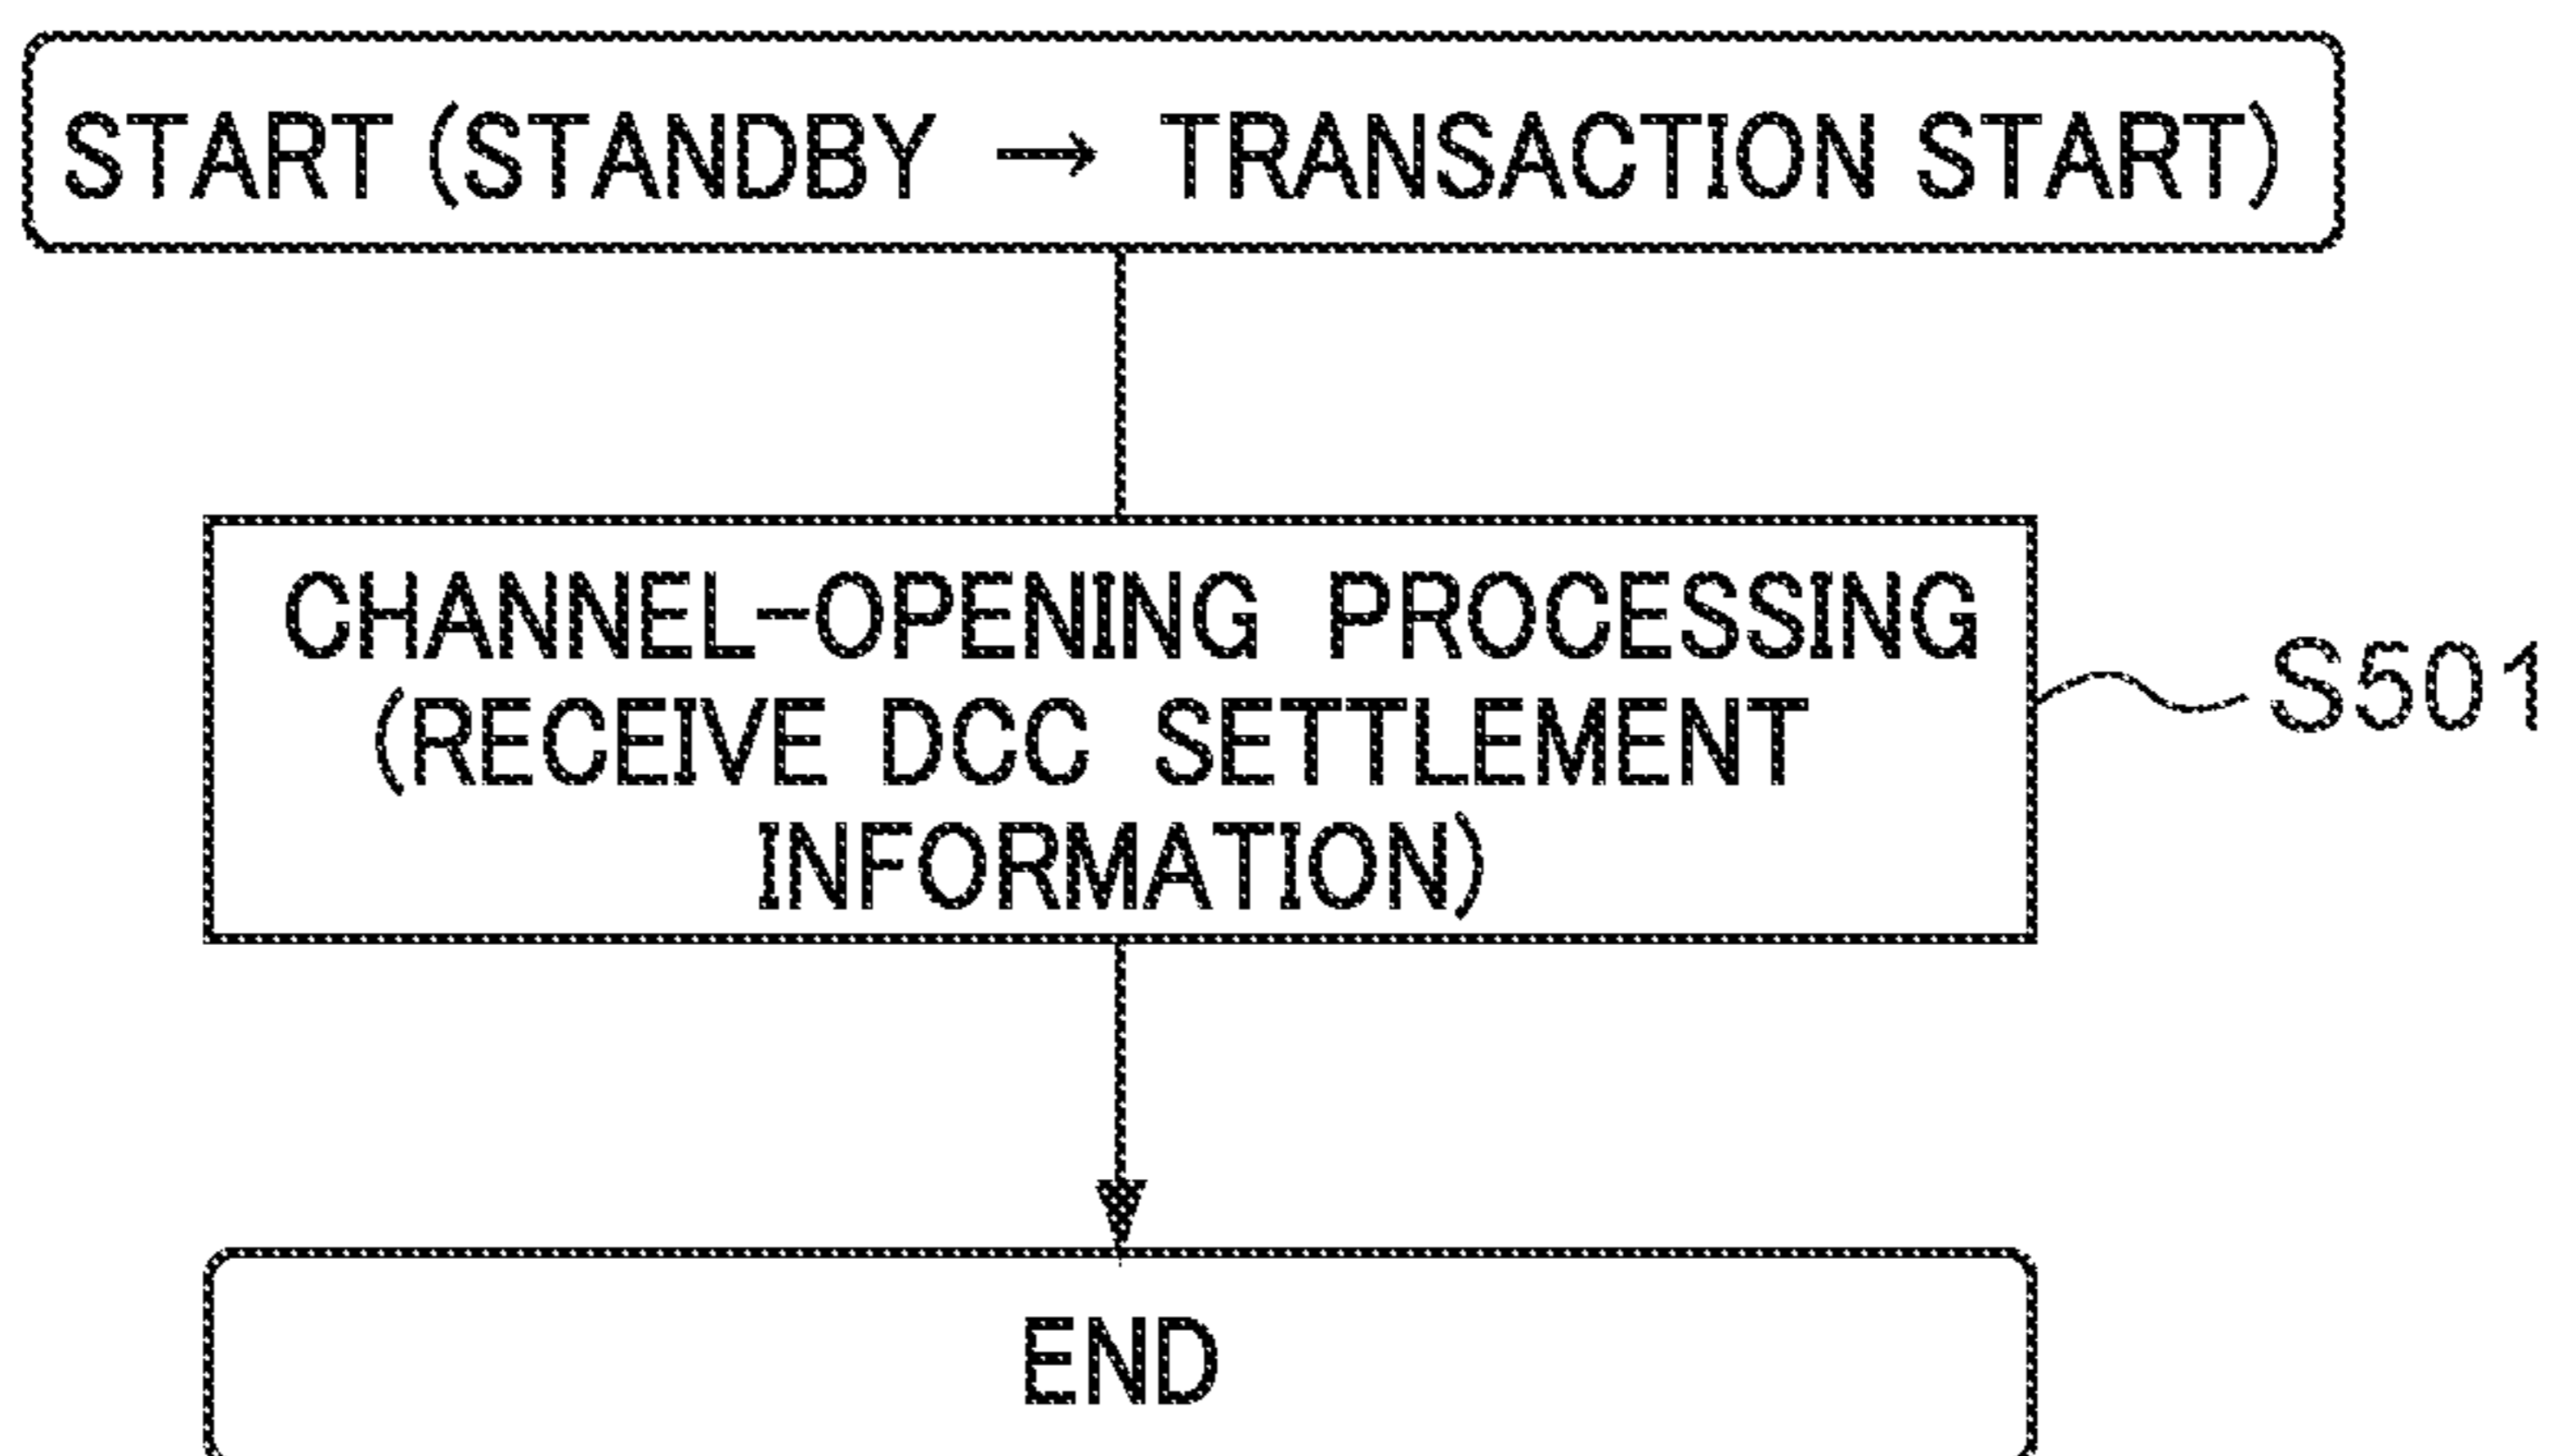 START (STANDBY → TRANSACTION START)
CHANNEL-OPENING PROCESSING
(RECEIVE DCC SETTLEMENT
INFORMATION)
S501
END